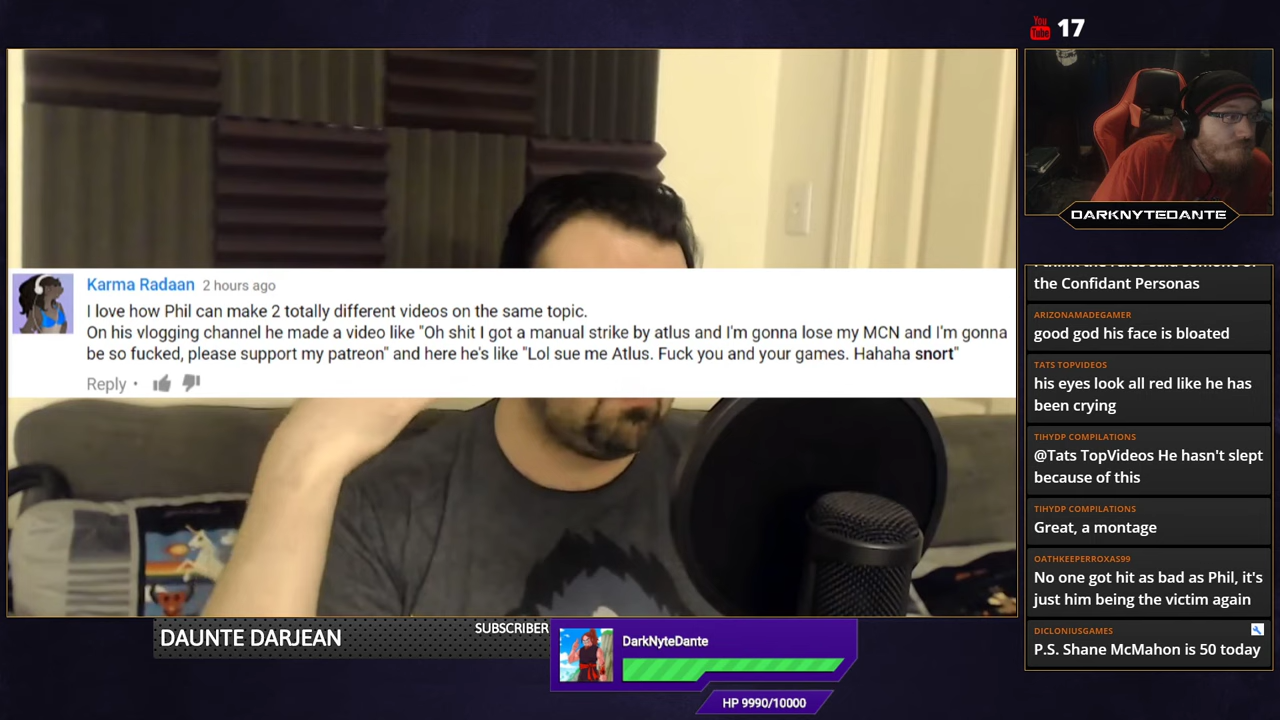 You
Tube
17
DARKNYTEDANTE
the Confidant Personas
ARIZONAMADEGAMER
good god his face is bloated
TATS TOPVIDEOS
his eyes look all red like he has
been crying
TIHYDP COMPILATIONS
@Tats TopVideos He hasn't slept
because of this
TIHYDP COMPILATIONS
Great, a montage
OATHKEEPERROXAS99
No one got hit as bad as Phil, it's
just him being the victim again
DICLONIUSGAMES
P.S. Shane McMahon is 50 today
Karma Radaan 2 hours ago
I love how Phil can make 2 totally different videos on the same topic.
On his vlogging channel he made a video like "Oh shit I got a manual strike by atlus and I'm gonna lose my MCN and I'm gonna
be so fucked, please support my patreon" and here he's like "Lol sue me Atlus. Fuck you and your games. Hahaha snort"
Reply •
DAUNTE DARJEAN
SUBSCRIBER
DarkNyteDante
HP 9990/10000